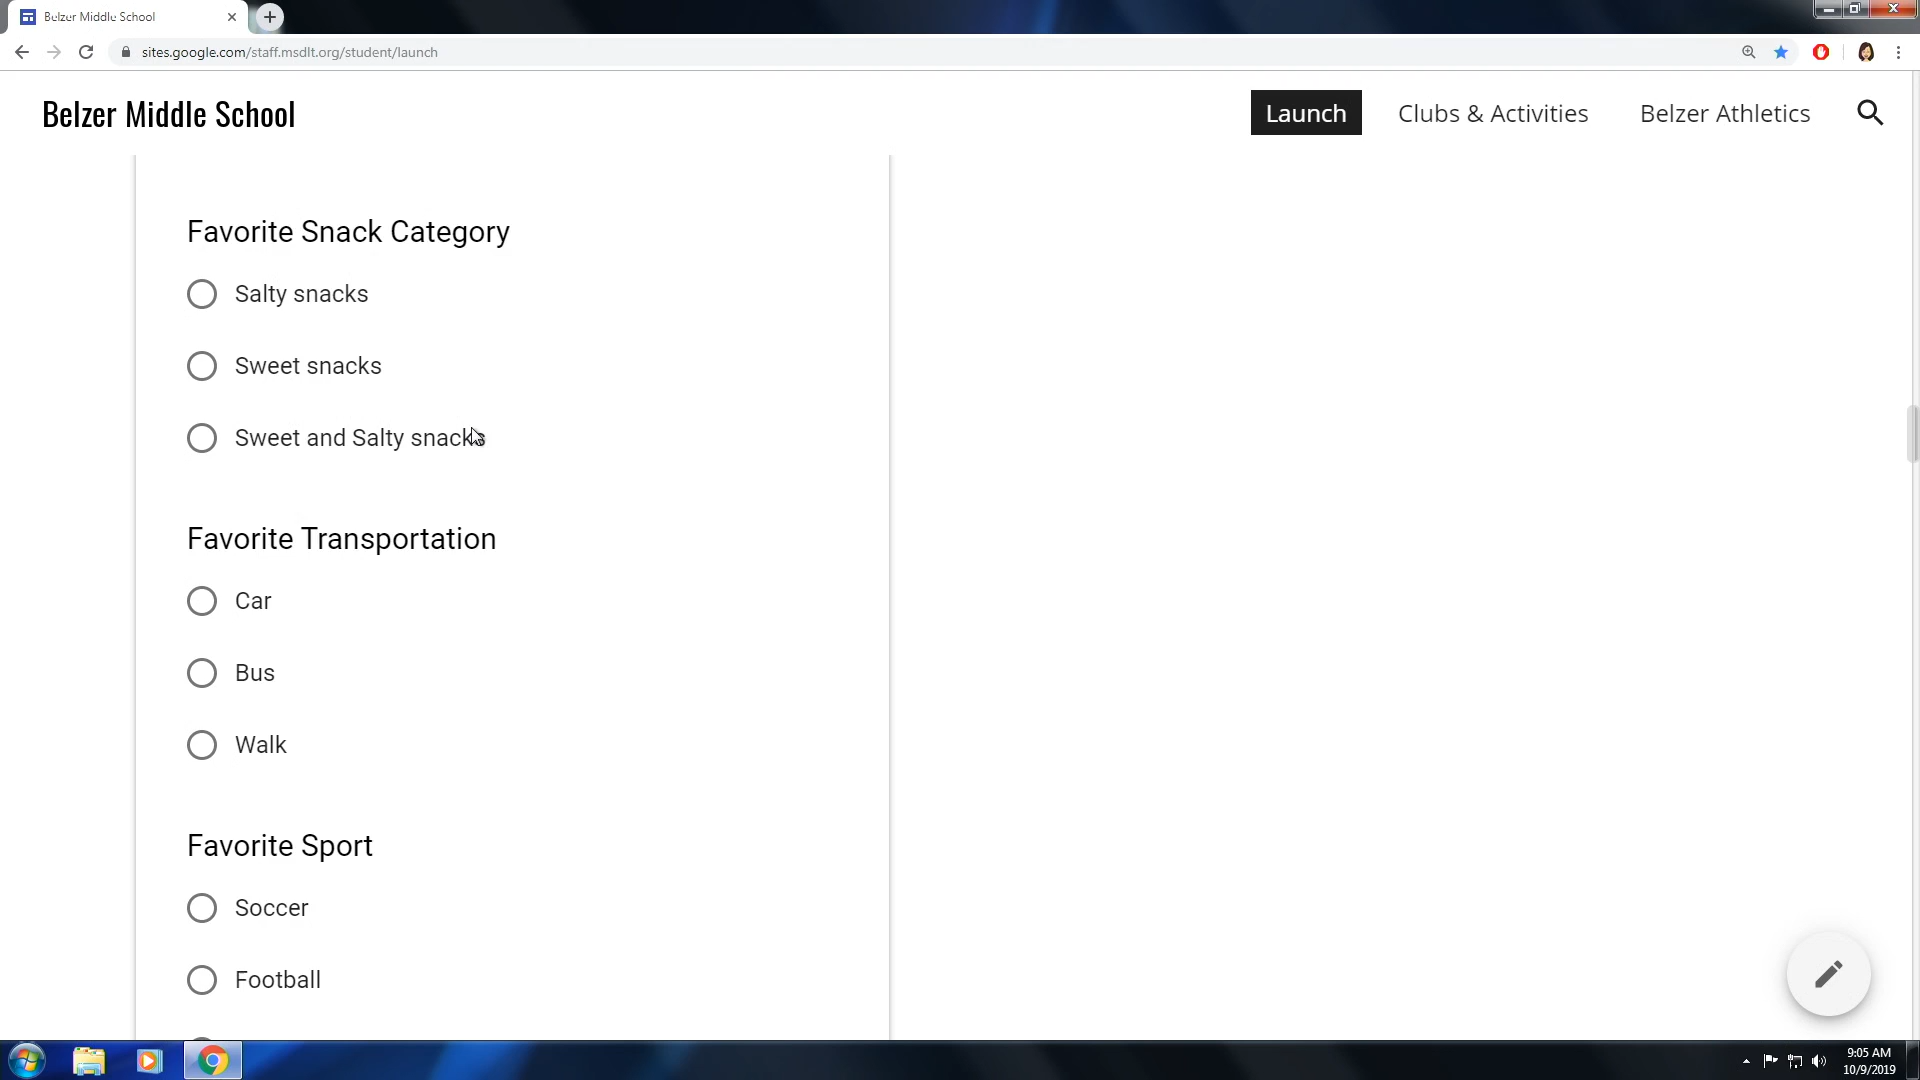 Belzer Middle School
sites.google.com/staff.msdlt.org/student/launch
Belzer Middle School
Launch
Clubs & Activities
Belzer Athletics
Favorite Snack Category
Salty snacks
Sweet snacks
Sweet and Salty snacks
Favorite Transportation
Car
Bus
Walk
Favorite Sport
Soccer
Football
9:05 AM
10/9/2019